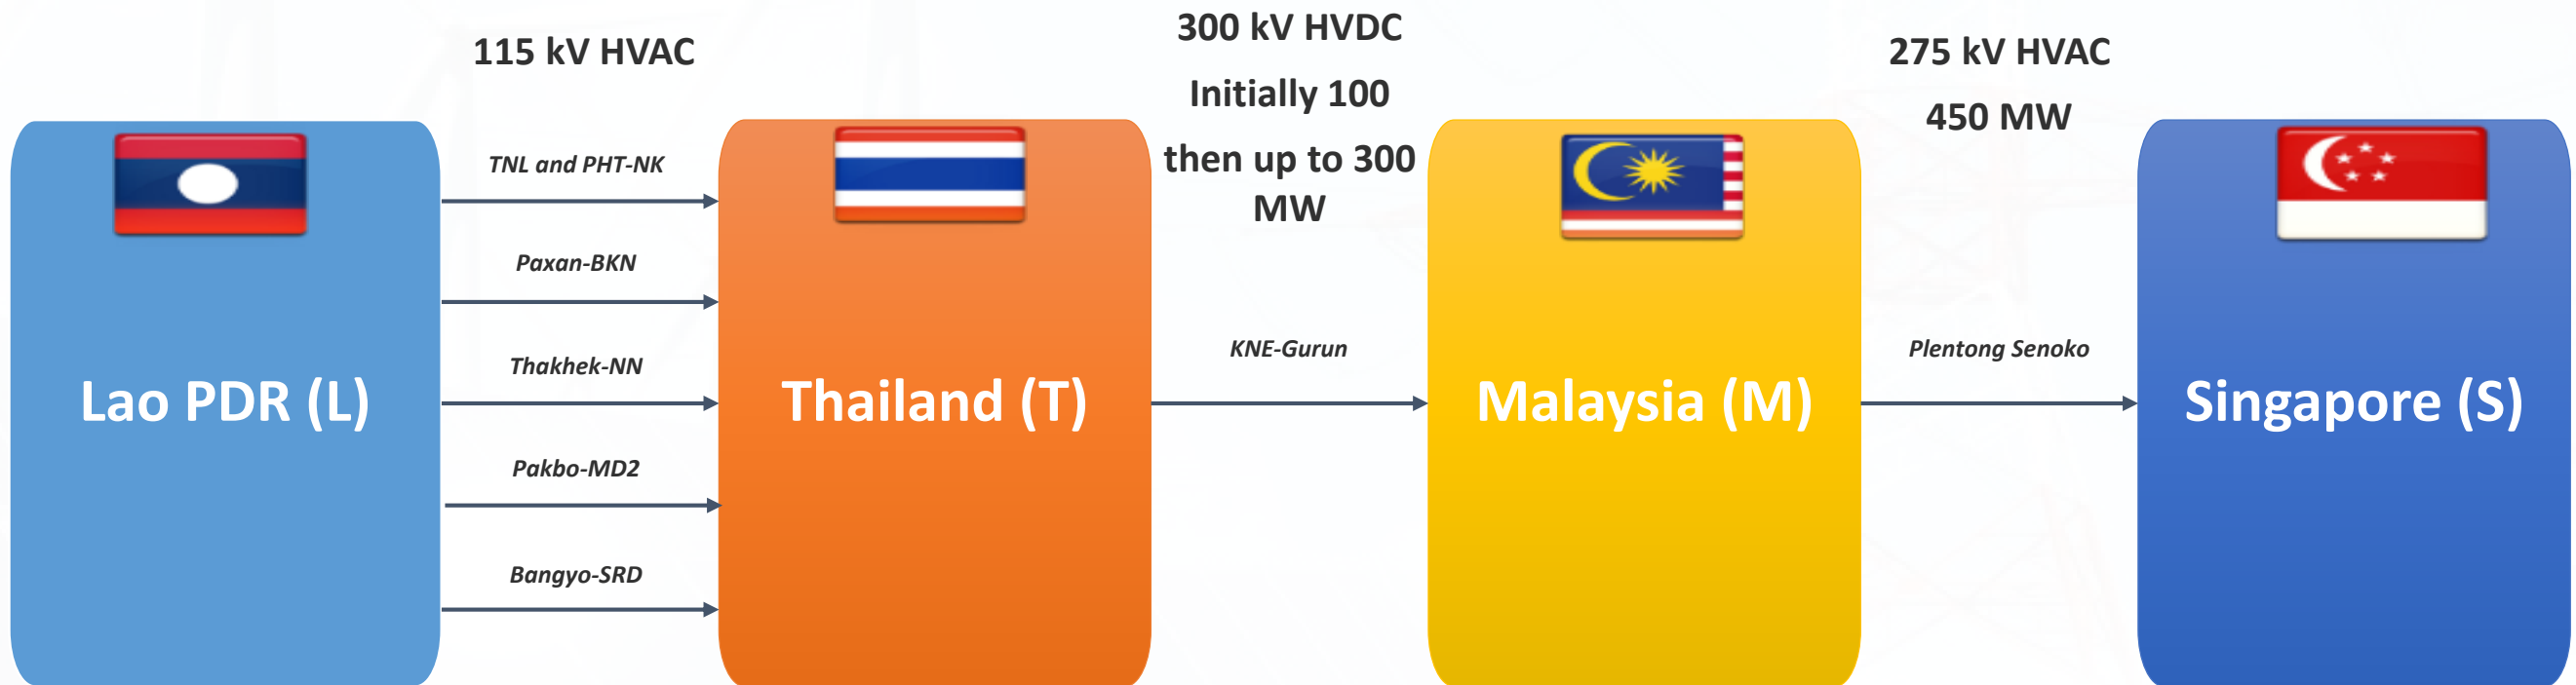 115 kV HVAC
300 kV HVDC
Initially 100
then up to 300
MW
275 kV HVAC
450 MW
TNL and PHT-NK
Paxan-BKN
Thakhek-NN
Pakbo-MD2
Bangyo-SRD
KNE-Gurun
Plentong Senoko
Lao PDR (L)
Thailand (T)
Malaysia (M)
Singapore (S)